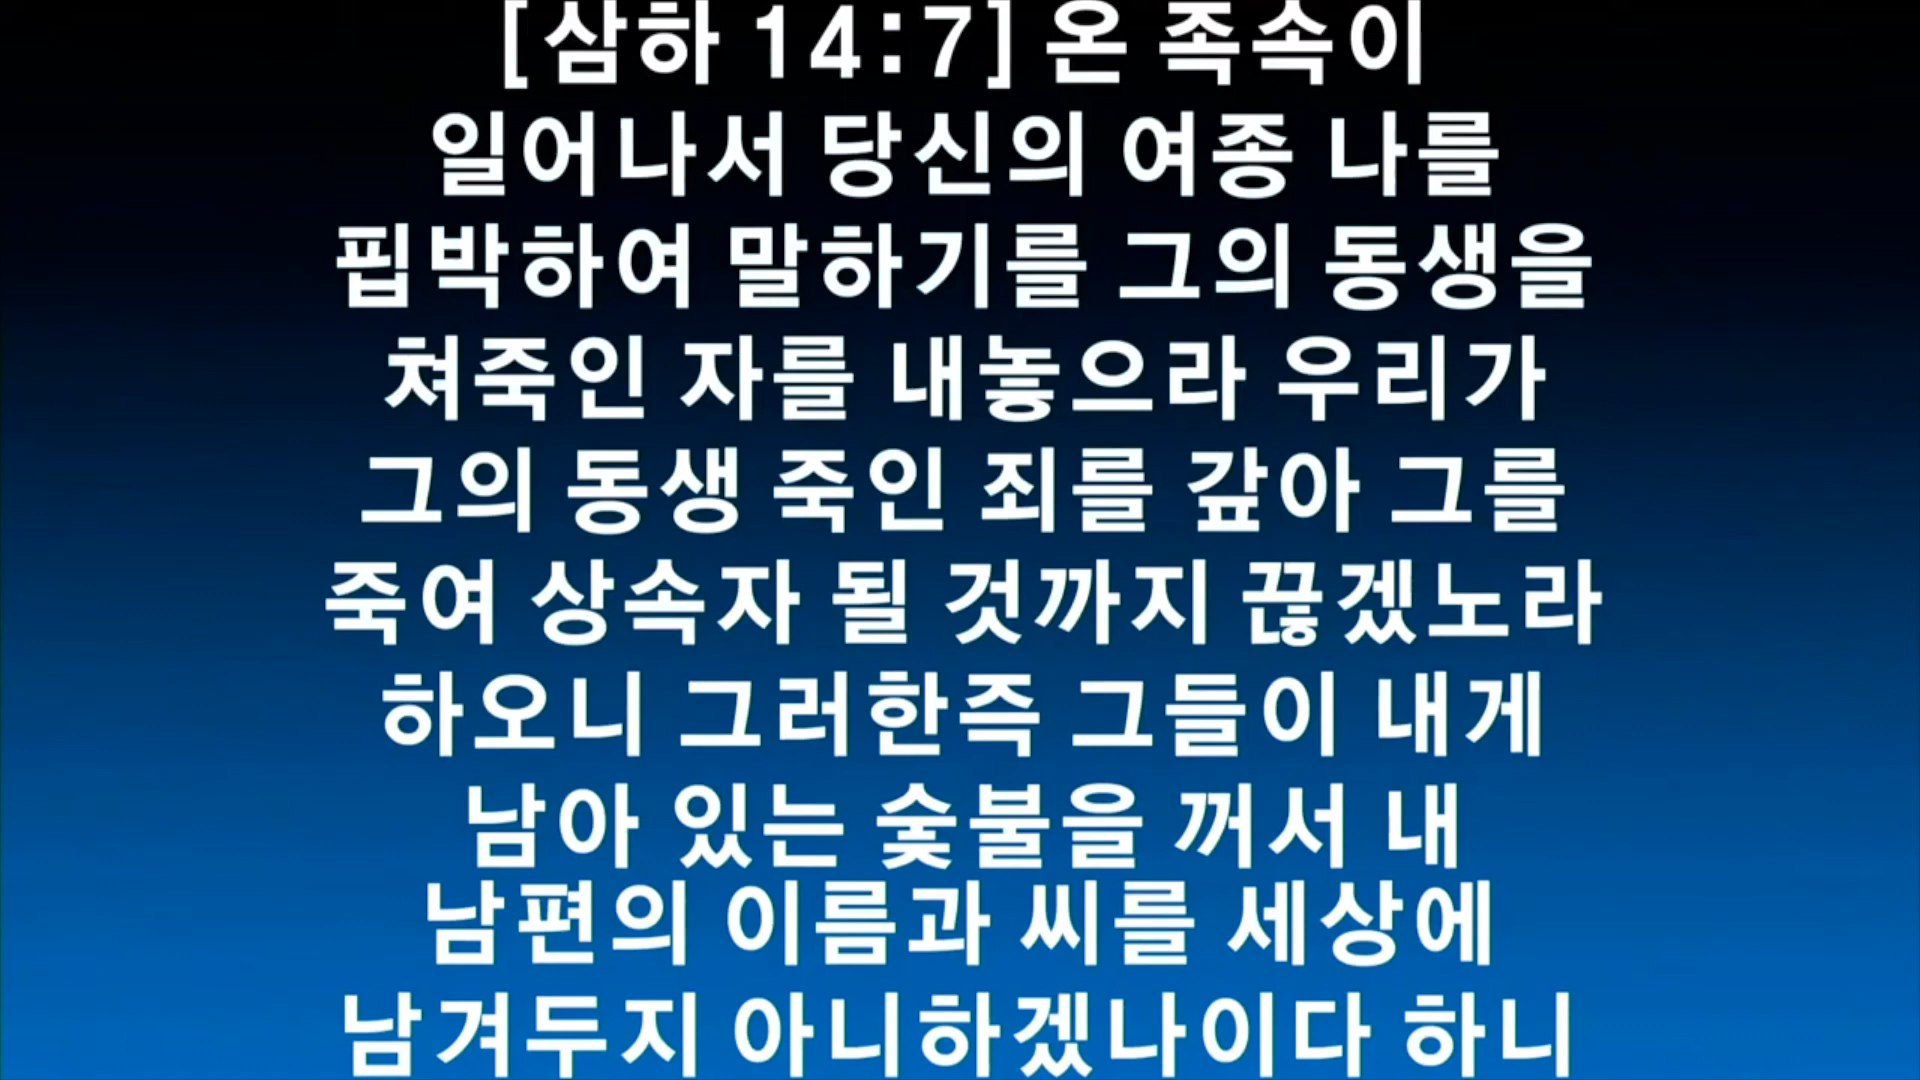 [삼하 14:7] 온 족속이
일어나서 당신의 여종 나를
핍박하여 말하기를 그의 동생을
쳐죽인 자를 내놓으라 우리가
그의 동생 죽인 죄를 갚아 그를
죽여 상속자 될 것까지 끊겠노라
하오니 그러한즉 그들이 내게
남아 있는 숯불을 꺼서 내
남편의 이름과 씨를 세상에
남겨두지 아니하겠나이다 하니